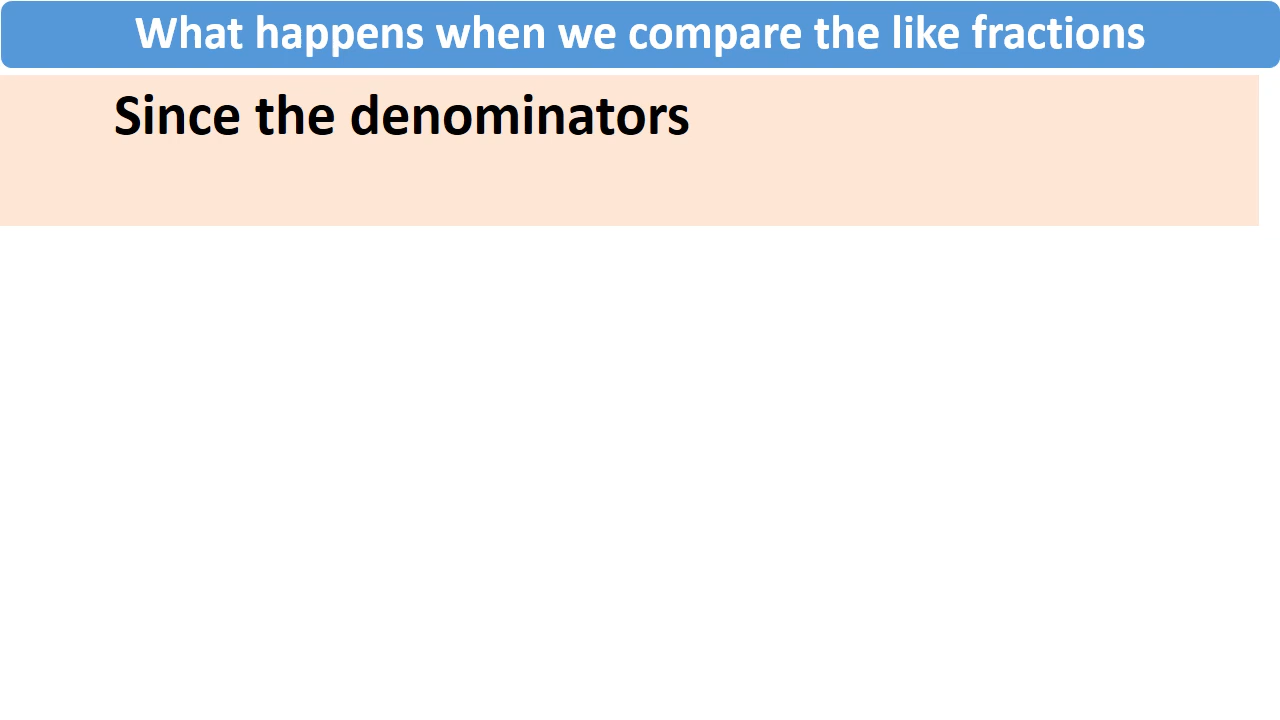 What happens when we compare the like fractions
Since the denominators